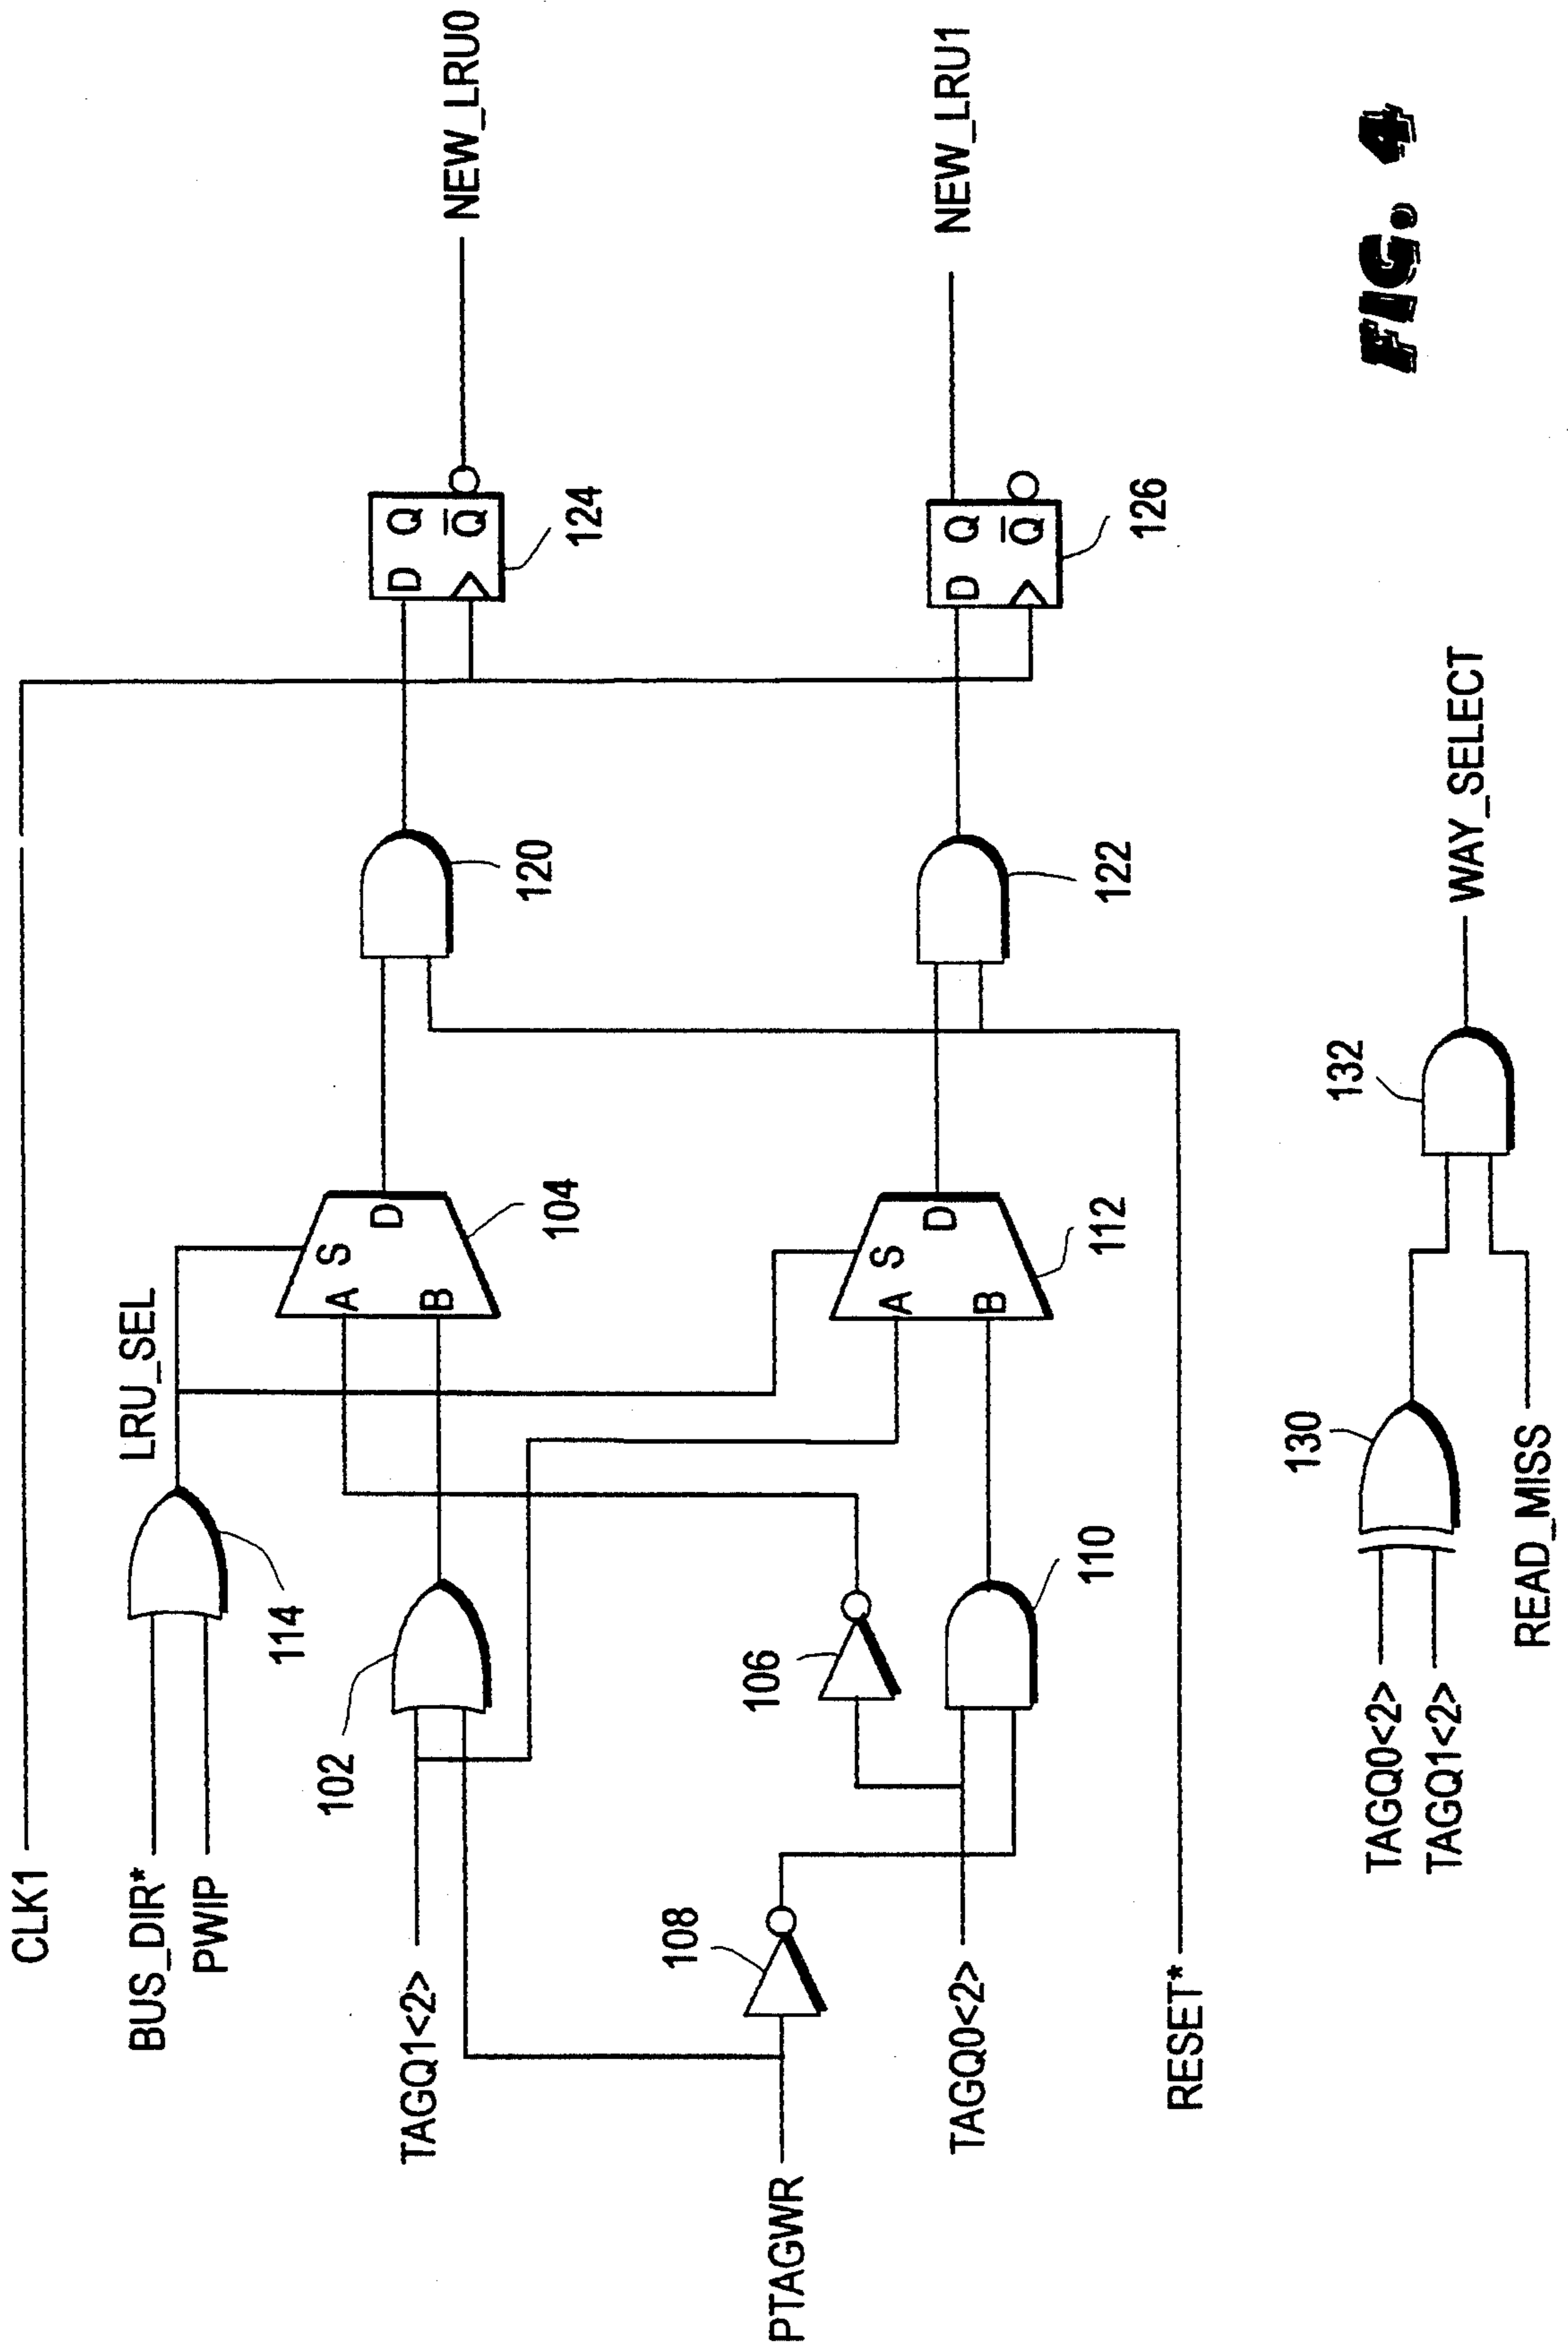 CLK1
BUS_DIR*
PWIP
114
LRU_SEL
TAGQ1<2>
102
A
B
S
D
104
120
D
Q
Q̅
124
NEW_LRU0
PTAGWR
108
106
TAGQ0<2>
110
A
B
S
D
112
122
D
Q
Q̅
126
NEW_LRU1
RESET*
TAGQ0<2>
TAGQ1<2>
130
READ_MISS
132
WAY_SELECT
FIG. 4